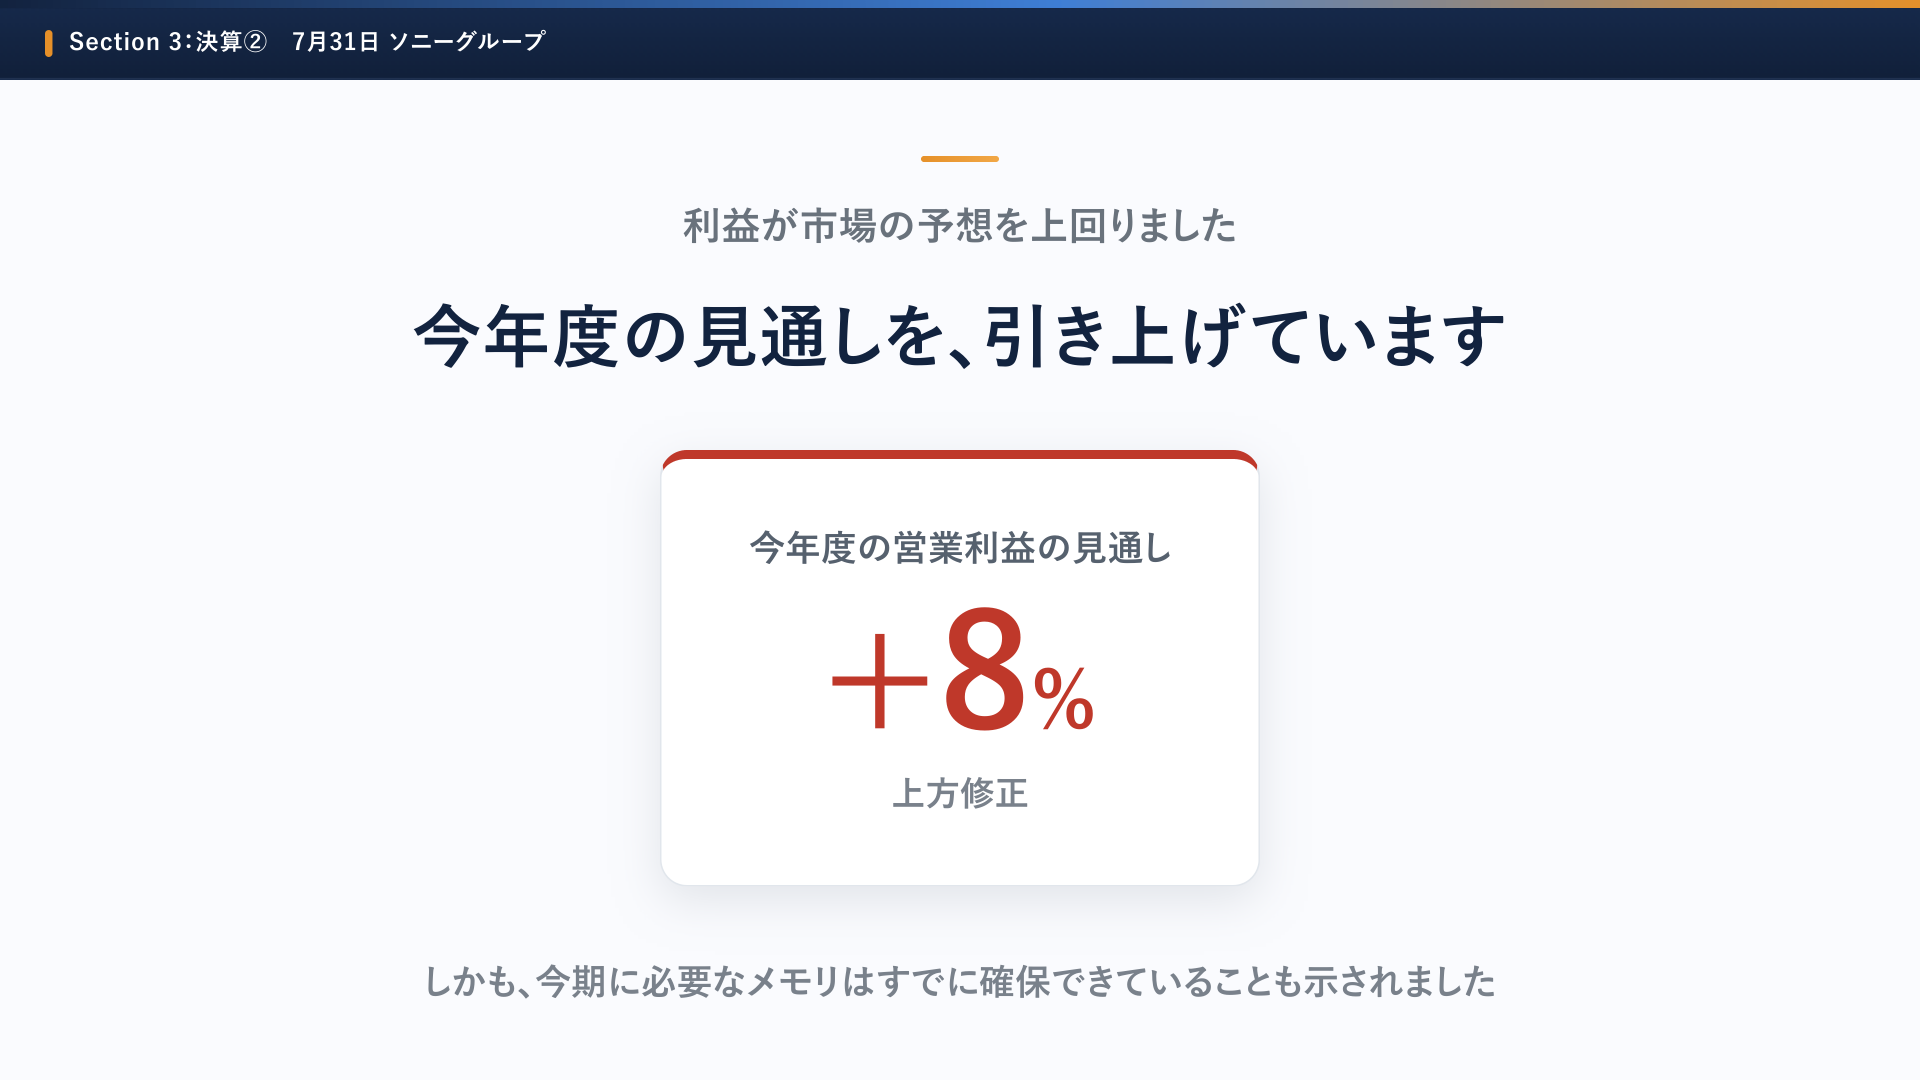 Section 3：決算②　7月31日 ソニーグループ
利益が市場の予想を上回りました
今年度の見通しを、引き上げています
今年度の営業利益の見通し
＋8%
上方修正
しかも、今期に必要なメモリはすでに確保できていることも示されました